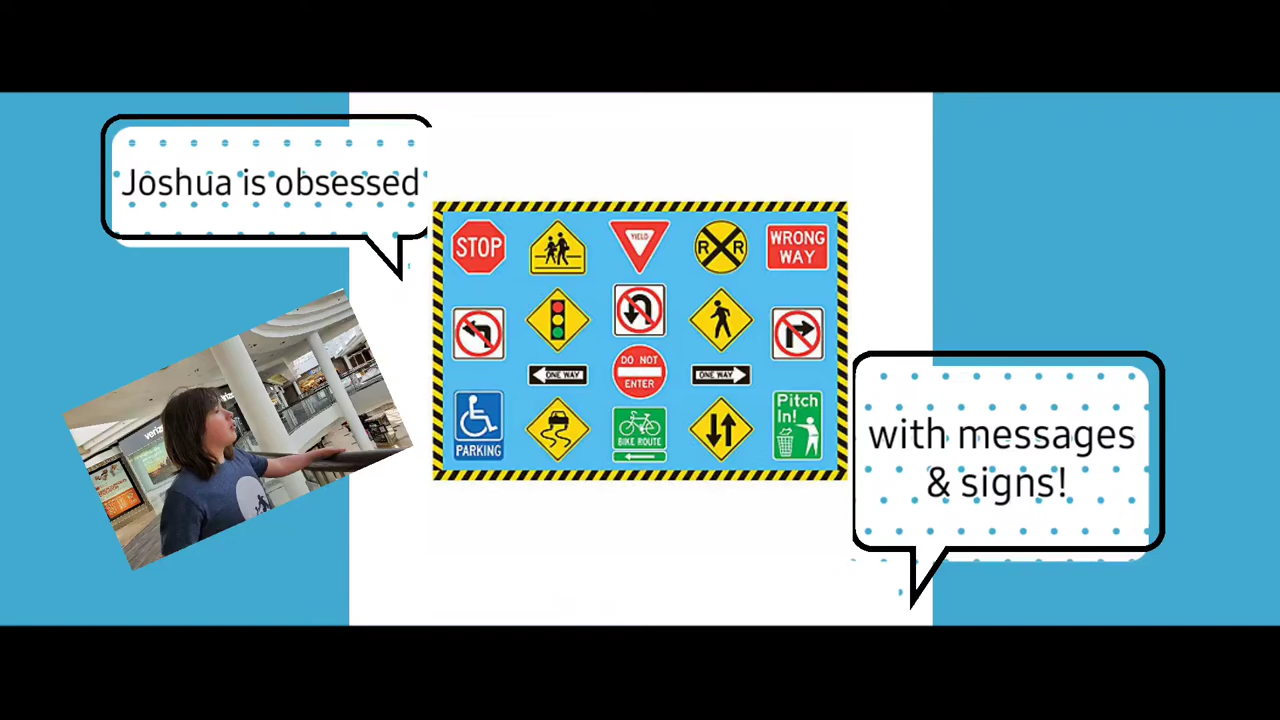 Joshua is obsessed
STOP
YIELD
R R
WRONG
WAY
DO NOT
ENTER
ONE WAY
ONE WAY
PARKING
BIKE ROUTE
Pitch
In!
with messages
& signs!
verizon